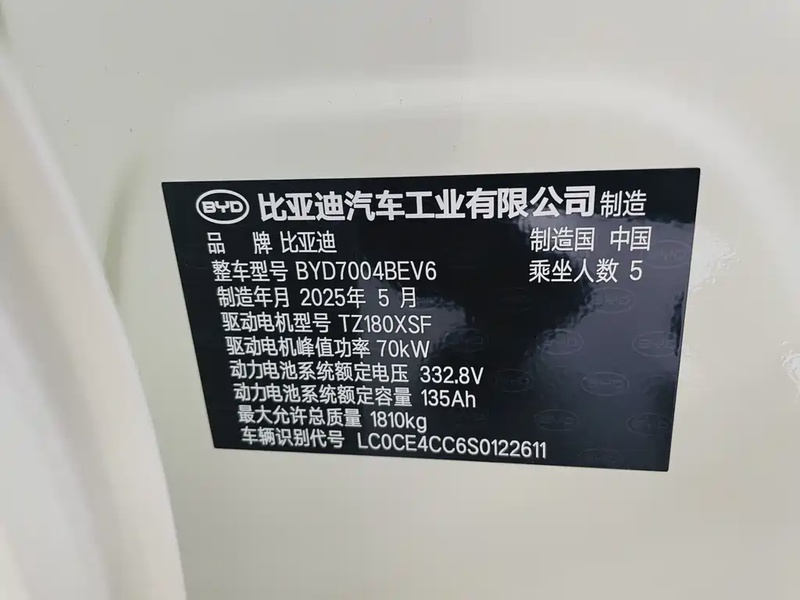 BYD 比亚迪汽车工业有限公司 制造
品 牌 比亚迪 制造国 中国
整车型号 BYD7004BEV6 乘坐人数 5
制造年月 2025年 5 月
驱动电机型号 TZ180XSF
驱动电机峰值功率 70kW
动力电池系统额定电压 332.8V
动力电池系统额定容量 135Ah
最大允许总质量 1810kg
车辆识别代号 LC0CE4CC6S0122611